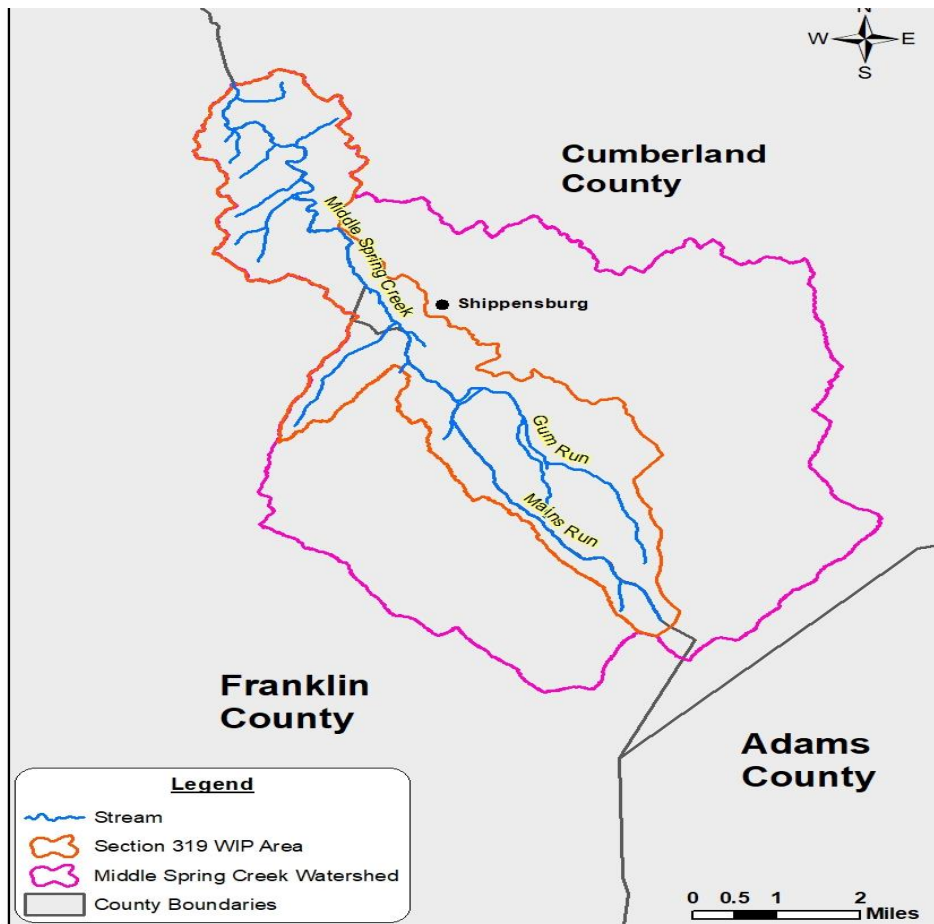 N
W E
S
Cumberland
County
Middle Spring Creek
Shippensburg
Gum Run
Mains Run
Franklin
County
Adams
County
Legend
Stream
Section 319 WIP Area
Middle Spring Creek Watershed
County Boundaries
0 0.5 1 2
Miles